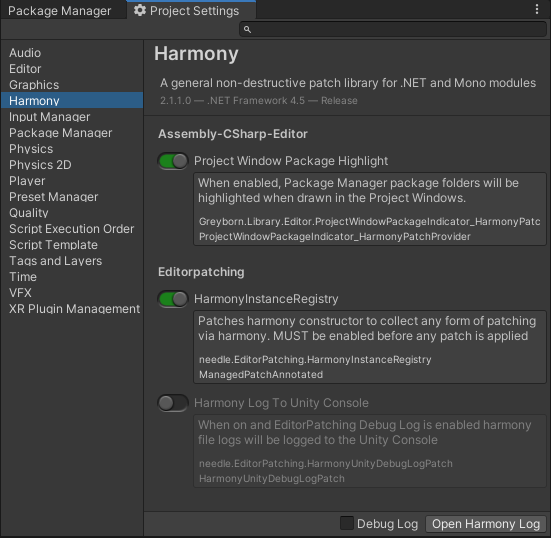 Package Manager
Project Settings
Audio
Editor
Graphics
Harmony
Input Manager
Package Manager
Physics
Physics 2D
Player
Preset Manager
Quality
Script Execution Order
Script Template
Tags and Layers
Time
VFX
XR Plugin Management
Harmony
A general non-destructive patch library for .NET and Mono modules
2.1.1.0 — .NET Framework 4.5 — Release
Assembly-CSharp-Editor
Project Window Package Highlight
When enabled, Package Manager package folders will be
highlighted when drawn in the Project Windows.
Greyborn.Library.Editor.ProjectWindowPackageIndicator_HarmonyPatc
ProjectWindowPackageIndicator_HarmonyPatchProvider
Editorpatching
HarmonyInstanceRegistry
Patches harmony constructor to collect any form of patching
via harmony. MUST be enabled before any patch is applied
needle.EditorPatching.HarmonyInstanceRegistry
ManagedPatchAnnotated
Harmony Log To Unity Console
When on and EditorPatching Debug Log is enabled harmony
file logs will be logged to the Unity Console
needle.EditorPatching.HarmonyUnityDebugLogPatch
HarmonyUnityDebugLogPatch
Debug Log
Open Harmony Log